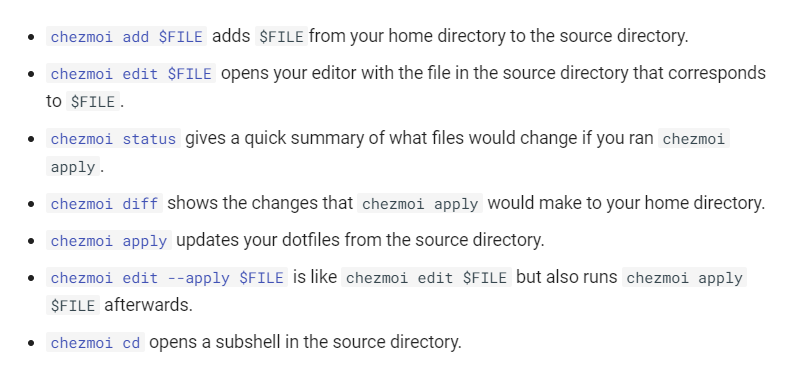 chezmoi add $FILE adds $FILE from your home directory to the source directory.
chezmoi edit $FILE opens your editor with the file in the source directory that corresponds
to $FILE.
chezmoi status gives a quick summary of what files would change if you ran chezmoi
apply.
chezmoi diff shows the changes that chezmoi apply would make to your home directory.
chezmoi apply updates your dotfiles from the source directory.
chezmoi edit --apply $FILE is like chezmoi edit $FILE but also runs chezmoi apply
$FILE afterwards.
chezmoi cd opens a subshell in the source directory.